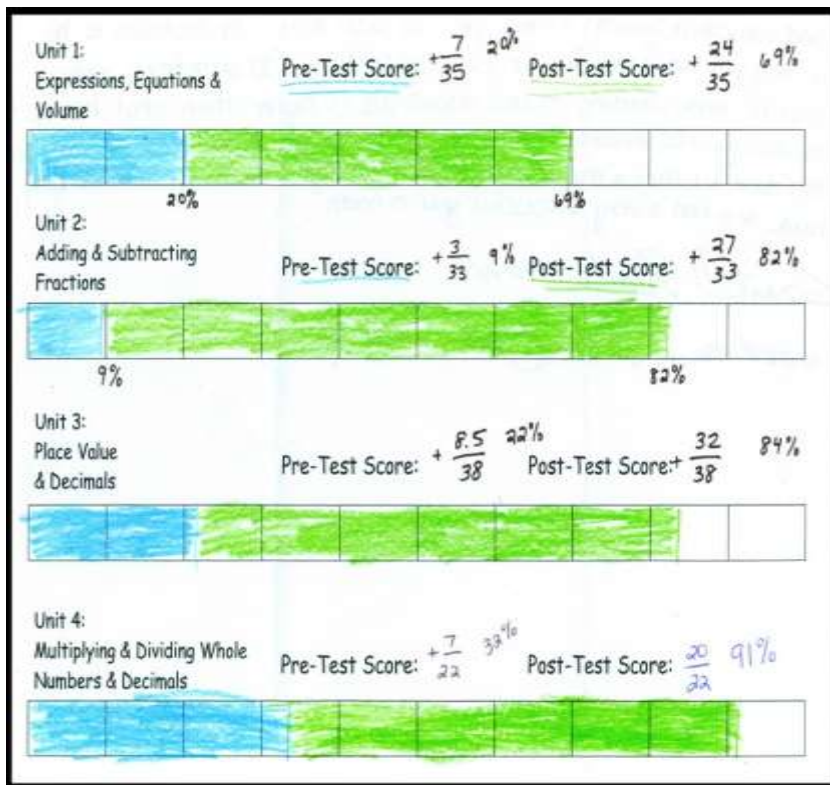 Unit 1:
Expressions, Equations &
Volume
Pre-Test Score: + 7/35 20%
Post-Test Score: + 24/35 69%
20%
69%
Unit 2:
Adding & Subtracting
Fractions
Pre-Test Score: + 3/33 9%
Post-Test Score: + 27/33 82%
9%
82%
Unit 3:
Place Value
& Decimals
Pre-Test Score: + 8.5/38 22%
Post-Test Score: + 32/38 84%
Unit 4:
Multiplying & Dividing Whole
Numbers & Decimals
Pre-Test Score: + 7/22 32%
Post-Test Score: 20/22 91%